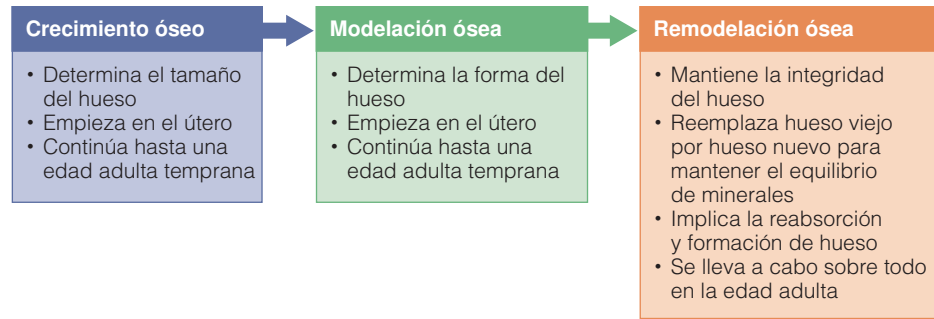 Crecimiento óseo
• Determina el tamaño
del hueso
• Empieza en el útero
• Continúa hasta una
edad adulta temprana
Modelación ósea
• Determina la forma del
hueso
• Empieza en el útero
• Continúa hasta una
edad adulta temprana
Remodelación ósea
• Mantiene la integridad
del hueso
• Reemplaza hueso viejo
por hueso nuevo para
mantener el equilibrio
de minerales
• Implica la reabsorción
y formación de hueso
• Se lleva a cabo sobre todo
en la edad adulta